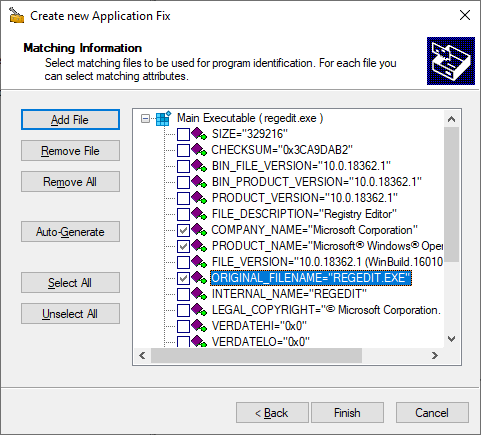 Create new Application Fix
Matching Information
Select matching files to be used for program identification. For each file you
can select matching attributes.
Add File
Remove File
Remove All
Auto-Generate
Select All
Unselect All
Main Executable ( regedit.exe )
SIZE="329216"
CHECKSUM="0x3CA9DAB2"
BIN_FILE_VERSION="10.0.18362.1"
BIN_PRODUCT_VERSION="10.0.18362.1"
PRODUCT_VERSION="10.0.18362.1"
FILE_DESCRIPTION="Registry Editor"
COMPANY_NAME="Microsoft Corporation"
PRODUCT_NAME="Microsoft® Windows® Oper
FILE_VERSION="10.0.18362.1 (WinBuild.16010
ORIGINAL_FILENAME="REGEDIT.EXE"
INTERNAL_NAME="REGEDIT"
LEGAL_COPYRIGHT="© Microsoft Corporation.
VERDATEHI="0x0"
VERDATELO="0x0"
< Back
Finish
Cancel